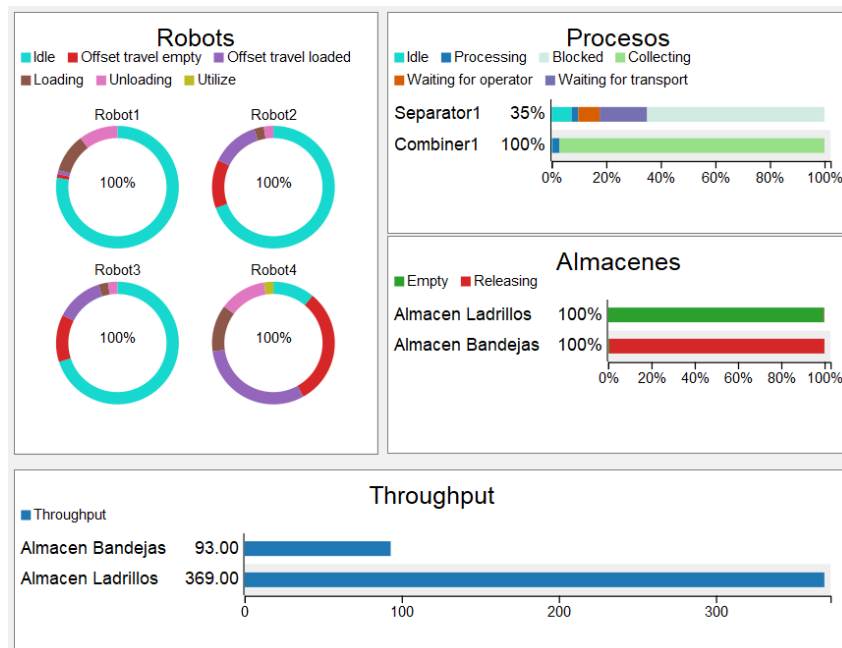 Robots
Idle Offset travel empty Offset travel loaded
Loading Unloading Utilize
Robot1 Robot2
100% 100%
Robot3 Robot4
100% 100%
Procesos
Idle Processing Blocked Collecting
Waiting for operator Waiting for transport
Separator1 35%
Combiner1 100%
0% 20% 40% 60% 80% 100%
Almacenes
Empty Releasing
Almacen Ladrillos 100%
Almacen Bandejas 100%
0% 20% 40% 60% 80% 100%
Throughput
Throughput
Almacen Bandejas 93.00
Almacen Ladrillos 369.00
0 100 200 300